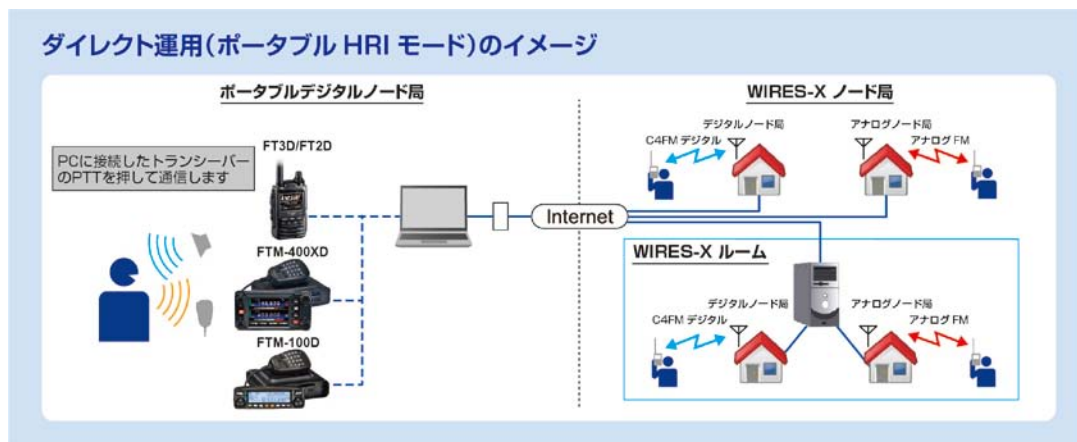 ダイレクト運用(ポータブル HRI モード)のイメージ
ポータブルデジタルノード局
PCに接続したトランシーバー
のPTTを押して通信します
FT3D/FT2D
FTM-400XD
FTM-100D
Internet
WIRES-X ノード局
デジタルノード局
C4FM デジタル
アナログノード局
アナログ FM
WIRES-X ルーム
デジタルノード局
C4FM デジタル
アナログノード局
アナログ FM